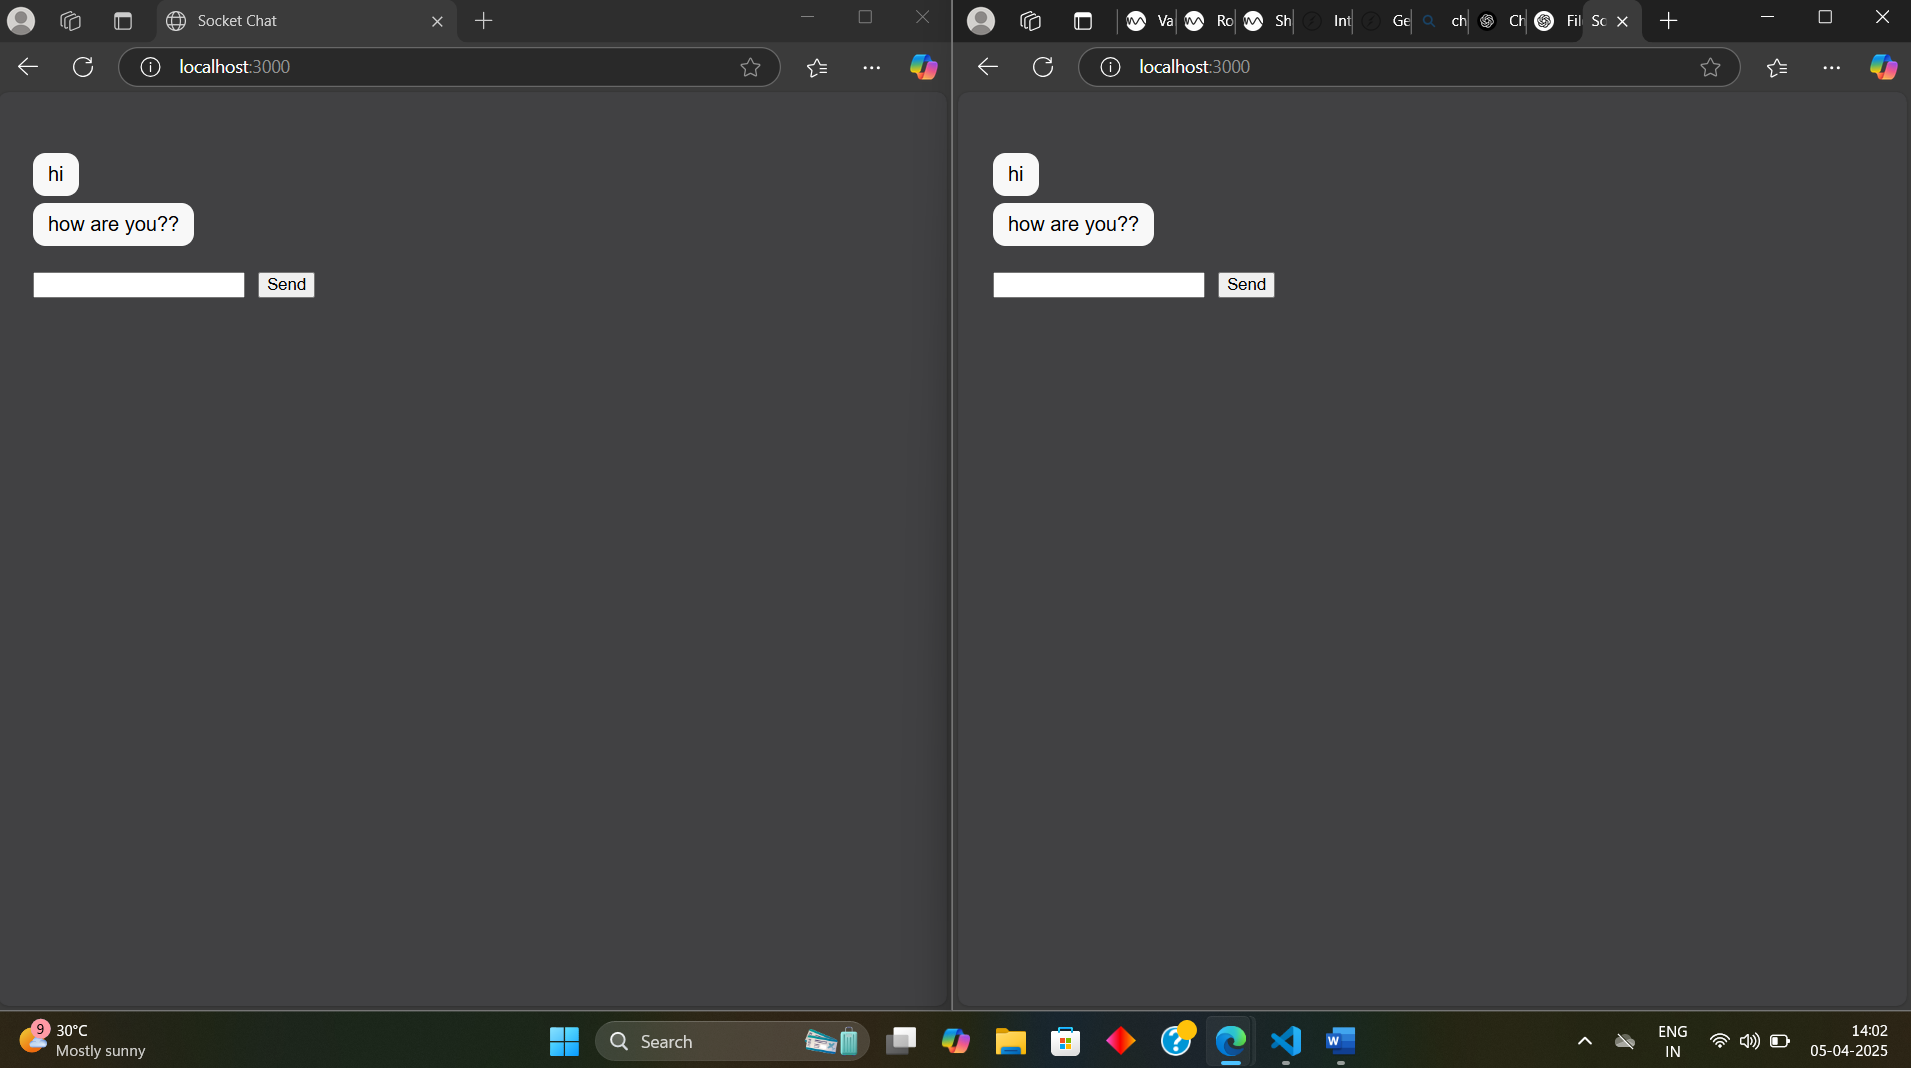 Socket Chat
localhost:3000
hi
how are you??
Send
Va
Ro
Sh
Int
Ge
ch
Ch
Fil
So
localhost:3000
hi
how are you??
Send
9
30°C
Mostly sunny
Search
W
ENG
IN
14:02
05-04-2025